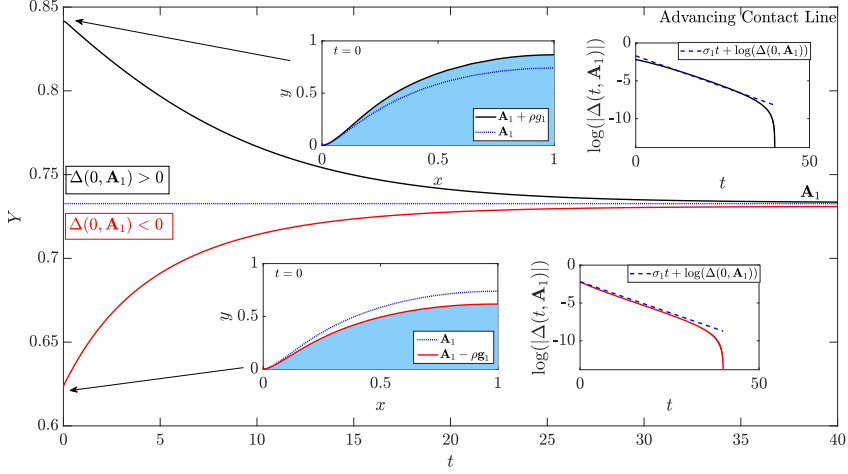 Advancing Contact Line
0.85
0.8
0.75
0.7
0.65
0.6
Y
0
5
10
15
20
25
30
35
40
t
Δ(0, A₁) > 0
Δ(0, A₁) < 0
A₁
t = 0
1
0.5
0
y
0
0.5
1
x
A₁ + ρg₁
A₁
0
-5
-10
log(|Δ(t, A₁)|)
0
50
t
σ₁t + log(Δ(0, A₁))
t = 0
1
0.5
0
y
0
0.5
1
x
A₁
A₁ − ρg₁
0
-5
-10
log(|Δ(t, A₁)|)
0
50
t
σ₁t + log(Δ(0, A₁))